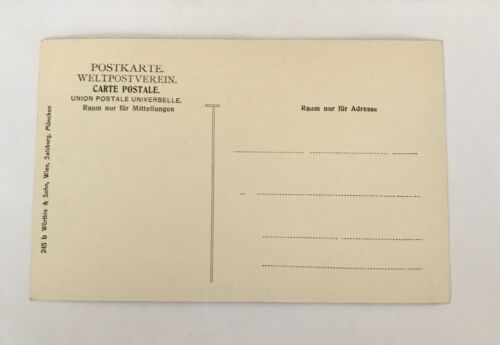 POSTKARTE.
WELTPOSTVEREIN.
CARTE POSTALE.
UNION POSTALE UNIVERSELLE.
Raum nur für Mitteilungen
Raum nur für Adresse
245 b Würthle & Sohn, Wien, Salzburg, München